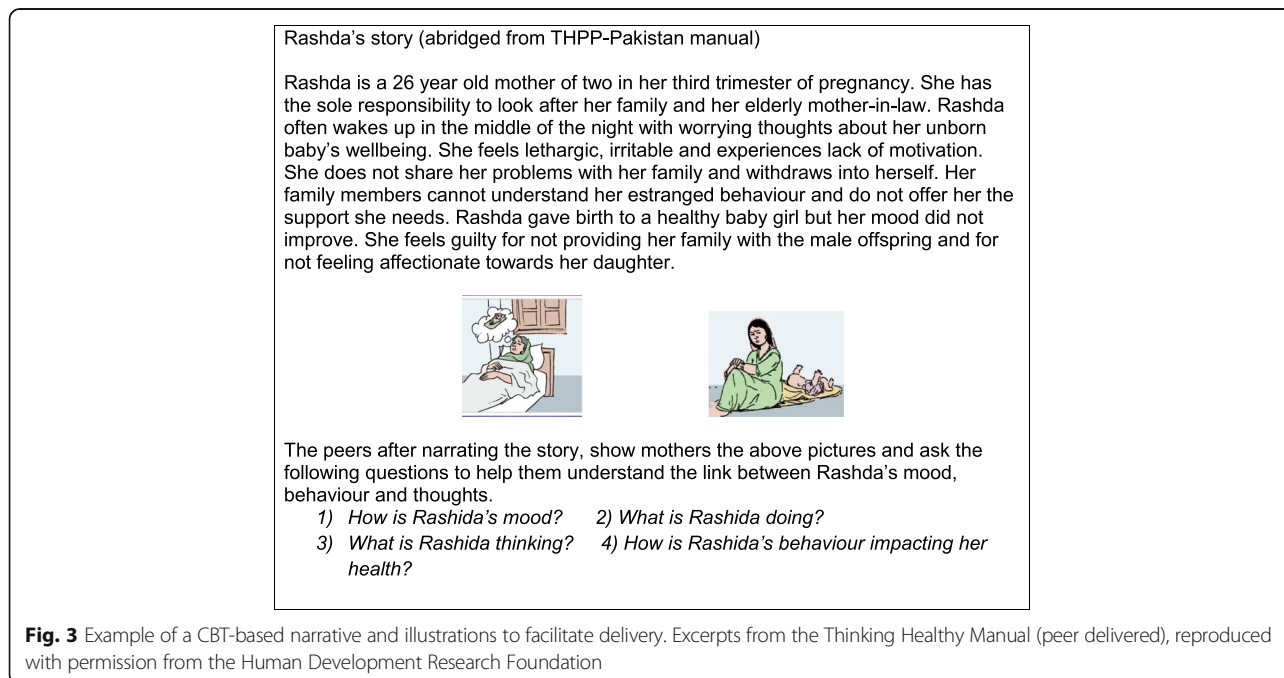 Rashda's story (abridged from THPP-Pakistan manual)
Rashda is a 26 year old mother of two in her third trimester of pregnancy. She has
the sole responsibility to look after her family and her elderly mother-in-law. Rashda
often wakes up in the middle of the night with worrying thoughts about her unborn
baby's wellbeing. She feels lethargic, irritable and experiences lack of motivation.
She does not share her problems with her family and withdraws into herself. Her
family members cannot understand her estranged behaviour and do not offer her the
support she needs. Rashda gave birth to a healthy baby girl but her mood did not
improve. She feels guilty for not providing her family with the male offspring and for
not feeling affectionate towards her daughter.
The peers after narrating the story, show mothers the above pictures and ask the
following questions to help them understand the link between Rashda's mood,
behaviour and thoughts.
1) How is Rashida's mood? 2) What is Rashida doing?
3) What is Rashida thinking? 4) How is Rashida's behaviour impacting her
health?
Fig. 3 Example of a CBT-based narrative and illustrations to facilitate delivery. Excerpts from the Thinking Healthy Manual (peer delivered), reproduced
with permission from the Human Development Research Foundation